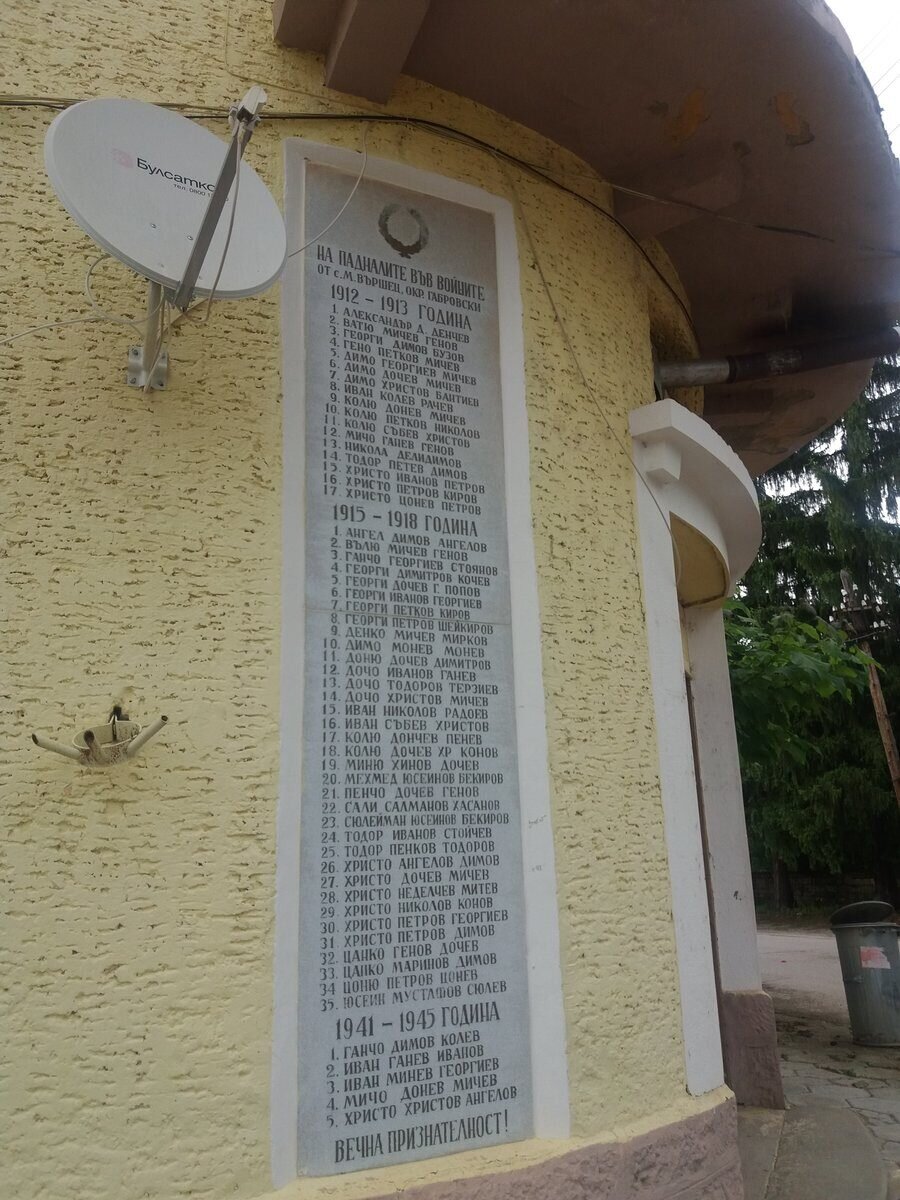 Булсатко
тел. 0800 1
НА ПАДНАЛИТЕ ВЪВ ВОЙНИТЕ
ОТ С. М. ВЪРШЕЦ, ОКР. ГАБРОВСКИ
1912 – 1913 ГОДИНА
1. АЛЕКСАНДЪР Д. ДЕНЧЕВ
2. ВАТЮ МИЧЕВ ГЕНОВ
3. ГЕОРГИ ДИМОВ БУЗОВ
4. ГЕНО ПЕТКОВ МИЧЕВ
5. ДИМО ГЕОРГИЕВ МИЧЕВ
6. ДИМО ДОЧЕВ МИЧЕВ
7. ДИМО ХРИСТОВ БАНТИЕВ
8. ИВАН КОЛЕВ РАЧЕВ
9. КОЛЮ ДОНЕВ МИЧЕВ
10. КОЛЮ ПЕТКОВ НИКОЛОВ
11. КОЛЮ СЪБЕВ ХРИСТОВ
12. МИЧО ГАНЕВ ГЕНОВ
13. НИКОЛА ДЕЛИДИМОВ
14. ТОДОР ПЕТЕВ ДИМОВ
15. ХРИСТО ИВАНОВ ПЕТРОВ
16. ХРИСТО ПЕТРОВ КИРОВ
17. ХРИСТО ЦОНЕВ ПЕТРОВ
1915 – 1918 ГОДИНА
1. АНГЕЛ ДИМОВ АНГЕЛОВ
2. ВЪЛЮ МИЧЕВ ГЕНОВ
3. ГАНЧО ГЕОРГИЕВ СТОЯНОВ
4. ГЕОРГИ ДИМИТРОВ КОЧЕВ
5. ГЕОРГИ ДОЧЕВ Г. ПОПОВ
6. ГЕОРГИ ИВАНОВ ГЕОРГИЕВ
7. ГЕОРГИ ПЕТКОВ КИРОВ
8. ГЕОРГИ ПЕТРОВ ШЕЙКИРОВ
9. ДЕНКО МИЧЕВ МИРКОВ
10. ДИМО МОНЕВ МОНЕВ
11. ДОНЮ ДОЧЕВ ДИМИТРОВ
12. ДОЧО ИВАНОВ ГАНЕВ
13. ДОЧО ТОДОРОВ ТЕРЗИЕВ
14. ДОЧО ХРИСТОВ МИЧЕВ
15. ИВАН НИКОЛОВ РАДОЕВ
16. ИВАН СЪБЕВ ХРИСТОВ
17. КОЛЮ ДОНЧЕВ ПЕНЕВ
18. КОЛЮ ДОЧЕВ ХР КОНОВ
19. МИНЮ ХИНОВ ДОЧЕВ
20. МЕХМЕД ЮСЕИНОВ БЕКИРОВ
21. ПЕНЧО ДОЧЕВ ГЕНОВ
22. САЛИ САЛМАНОВ ХАСАНОВ
23. СЮЛЕЙМАН ЮСЕИНОВ БЕКИРОВ
24. ТОДОР ИВАНОВ СТОЙЧЕВ
25. ТОДОР ПЕНКОВ ТОДОРОВ
26. ХРИСТО АНГЕЛОВ ДИМОВ
27. ХРИСТО ДОЧЕВ МИЧЕВ
28. ХРИСТО НЕДЕЛЧЕВ МИТЕВ
29. ХРИСТО НИКОЛОВ КОНОВ
30. ХРИСТО ПЕТРОВ ГЕОРГИЕВ
31. ХРИСТО ПЕТРОВ ДИМОВ
32. ЦАНКО ГЕНОВ ДОЧЕВ
33. ЦАНКО МАРИНОВ ДИМОВ
34 ЦОНЮ ПЕТРОВ ЦОНЕВ
35. ЮСЕИН МУСТАФОВ СЮЛЕВ
1941 – 1945 ГОДИНА
1. ГАНЧО ДИМОВ КОЛЕВ
2. ИВАН ГАНЕВ ИВАНОВ
3. ИВАН МИНЕВ ГЕОРГИЕВ
4. МИЧО ДОНЕВ МИЧЕВ
5. ХРИСТО ХРИСТОВ АНГЕЛОВ
ВЕЧНА ПРИЗНАТЕЛНОСТ!